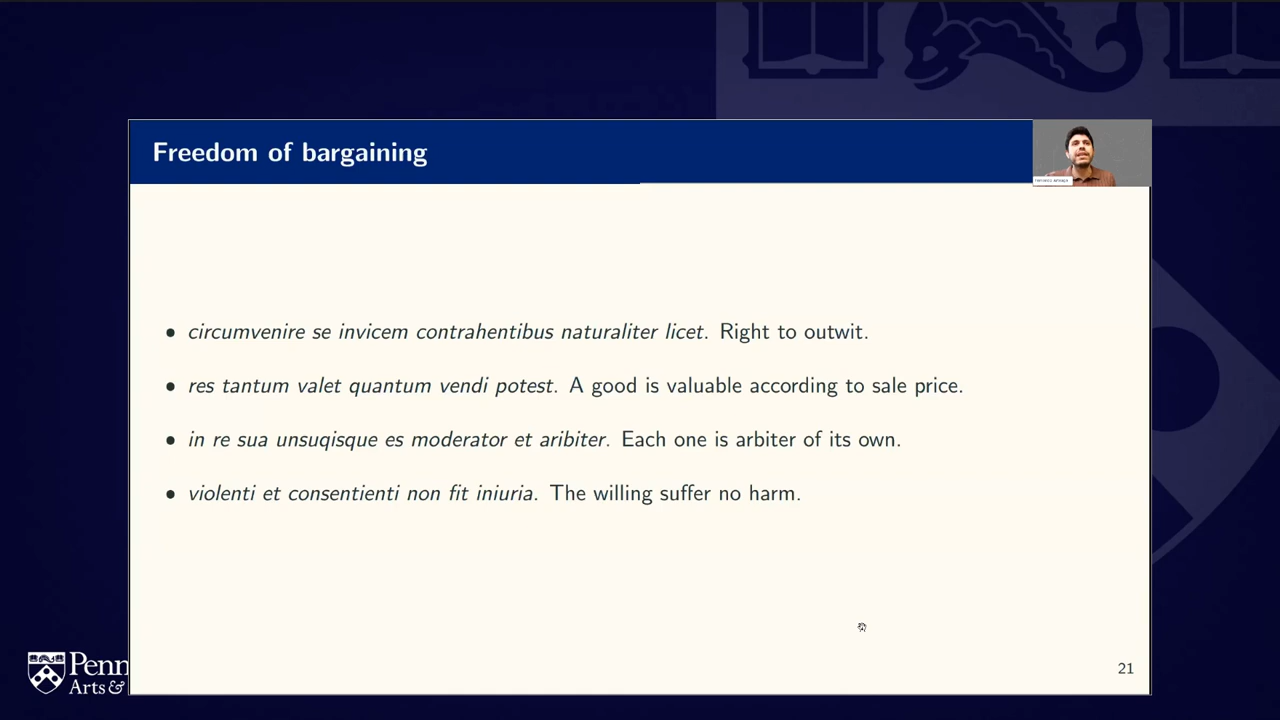 Freedom of bargaining
• circumvenire se invicem contrahentibus naturaliter licet. Right to outwit.
• res tantum valet quantum vendi potest. A good is valuable according to sale price.
• in re sua unsuqisque es moderator et aribiter. Each one is arbiter of its own.
• violenti et consentienti non fit iniuria. The willing suffer no harm.
21
Penn
Arts &